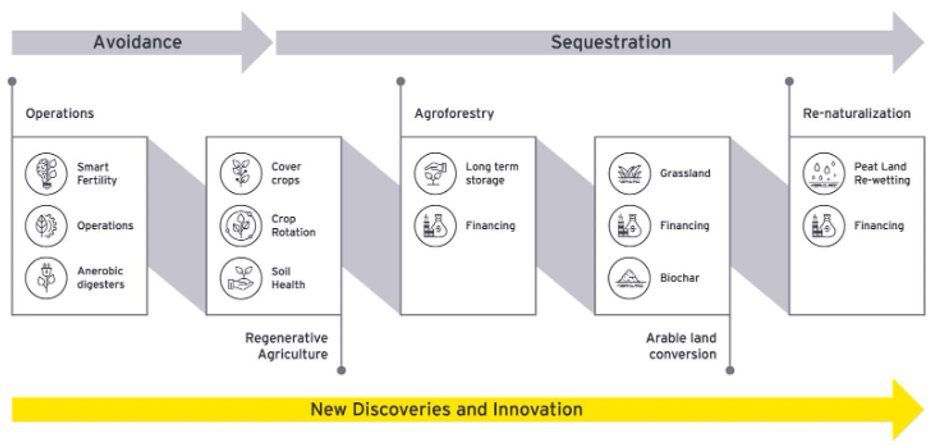 Avoidance
Sequestration
Operations
Smart
Fertility
Operations
Anerobic
digesters
Cover
crops
Crop
Rotation
Soil
Health
Regenerative
Agriculture
Agroforestry
Long term
storage
Financing
Grassland
Financing
Biochar
Arable land
conversion
Re-naturalization
Peat Land
Re-wetting
Financing
New Discoveries and Innovation